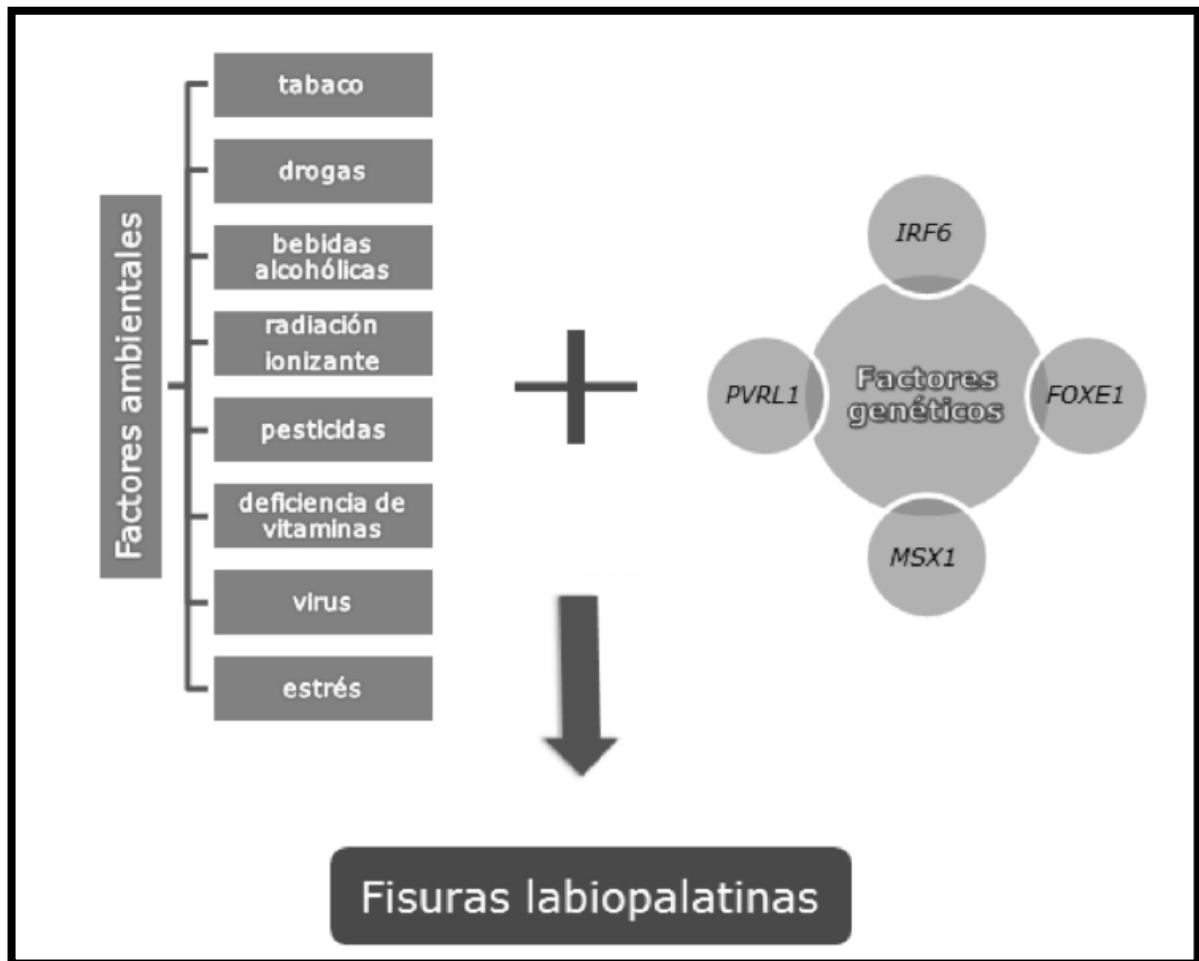 Factores ambientales
tabaco
drogas
bebidas
alcohólicas
radiación
ionizante
pesticidas
deficiencia de
vitaminas
virus
estrés
IRF6
PVRL1
Factores
genéticos
FOXE1
MSX1
Fisuras labiopalatinas